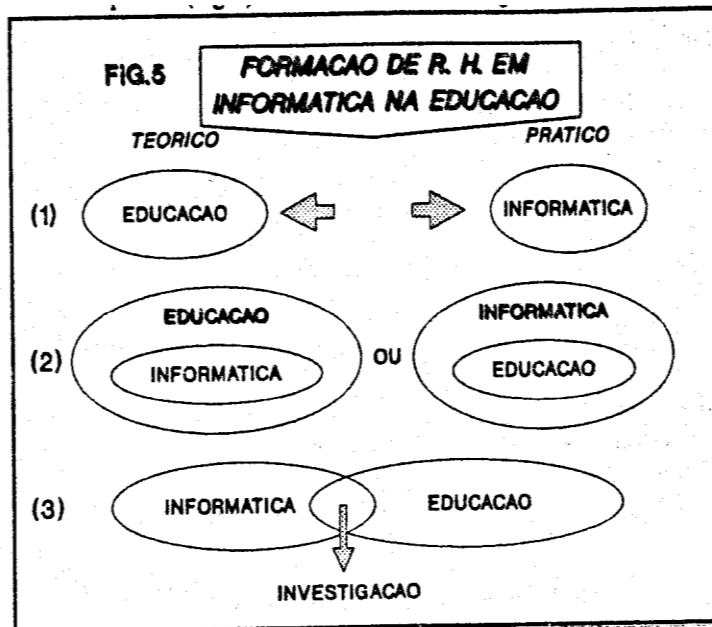 FIG.5
FORMACAO DE R. H. EM
INFORMATICA NA EDUCACAO
TEORICO PRATICO
(1) EDUCACAO INFORMATICA
EDUCACAO INFORMATICA
(2) INFORMATICA OU EDUCACAO
(3) INFORMATICA EDUCACAO
INVESTIGACAO